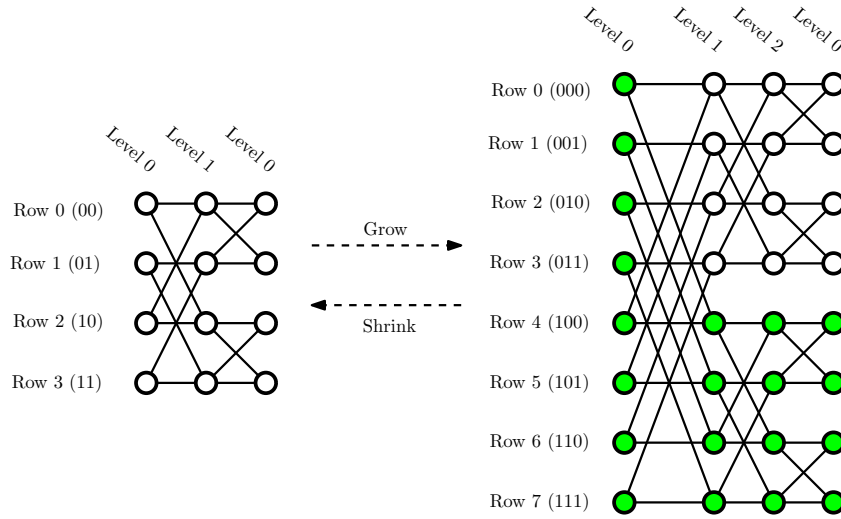 Level 0
Level 1
Level 0
Row 0 (00)
Row 1 (01)
Row 2 (10)
Row 3 (11)
Grow
Shrink
Level 0
Level 1
Level 2
Level 0
Row 0 (000)
Row 1 (001)
Row 2 (010)
Row 3 (011)
Row 4 (100)
Row 5 (101)
Row 6 (110)
Row 7 (111)